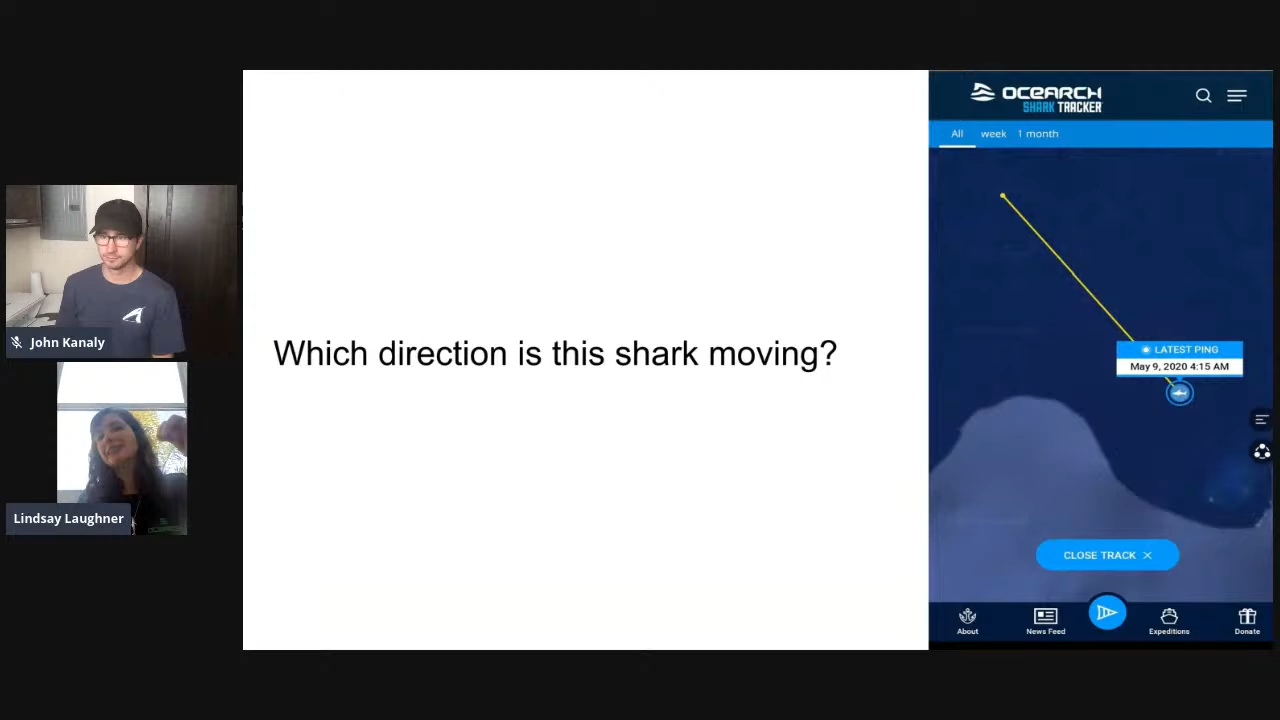 John Kanaly
Lindsay Laughner
Which direction is this shark moving?
OCEARCH
SHARK TRACKER
All week 1 month
LATEST PING
May 9, 2020 4:15 AM
CLOSE TRACK ×
About News Feed Expeditions Donate